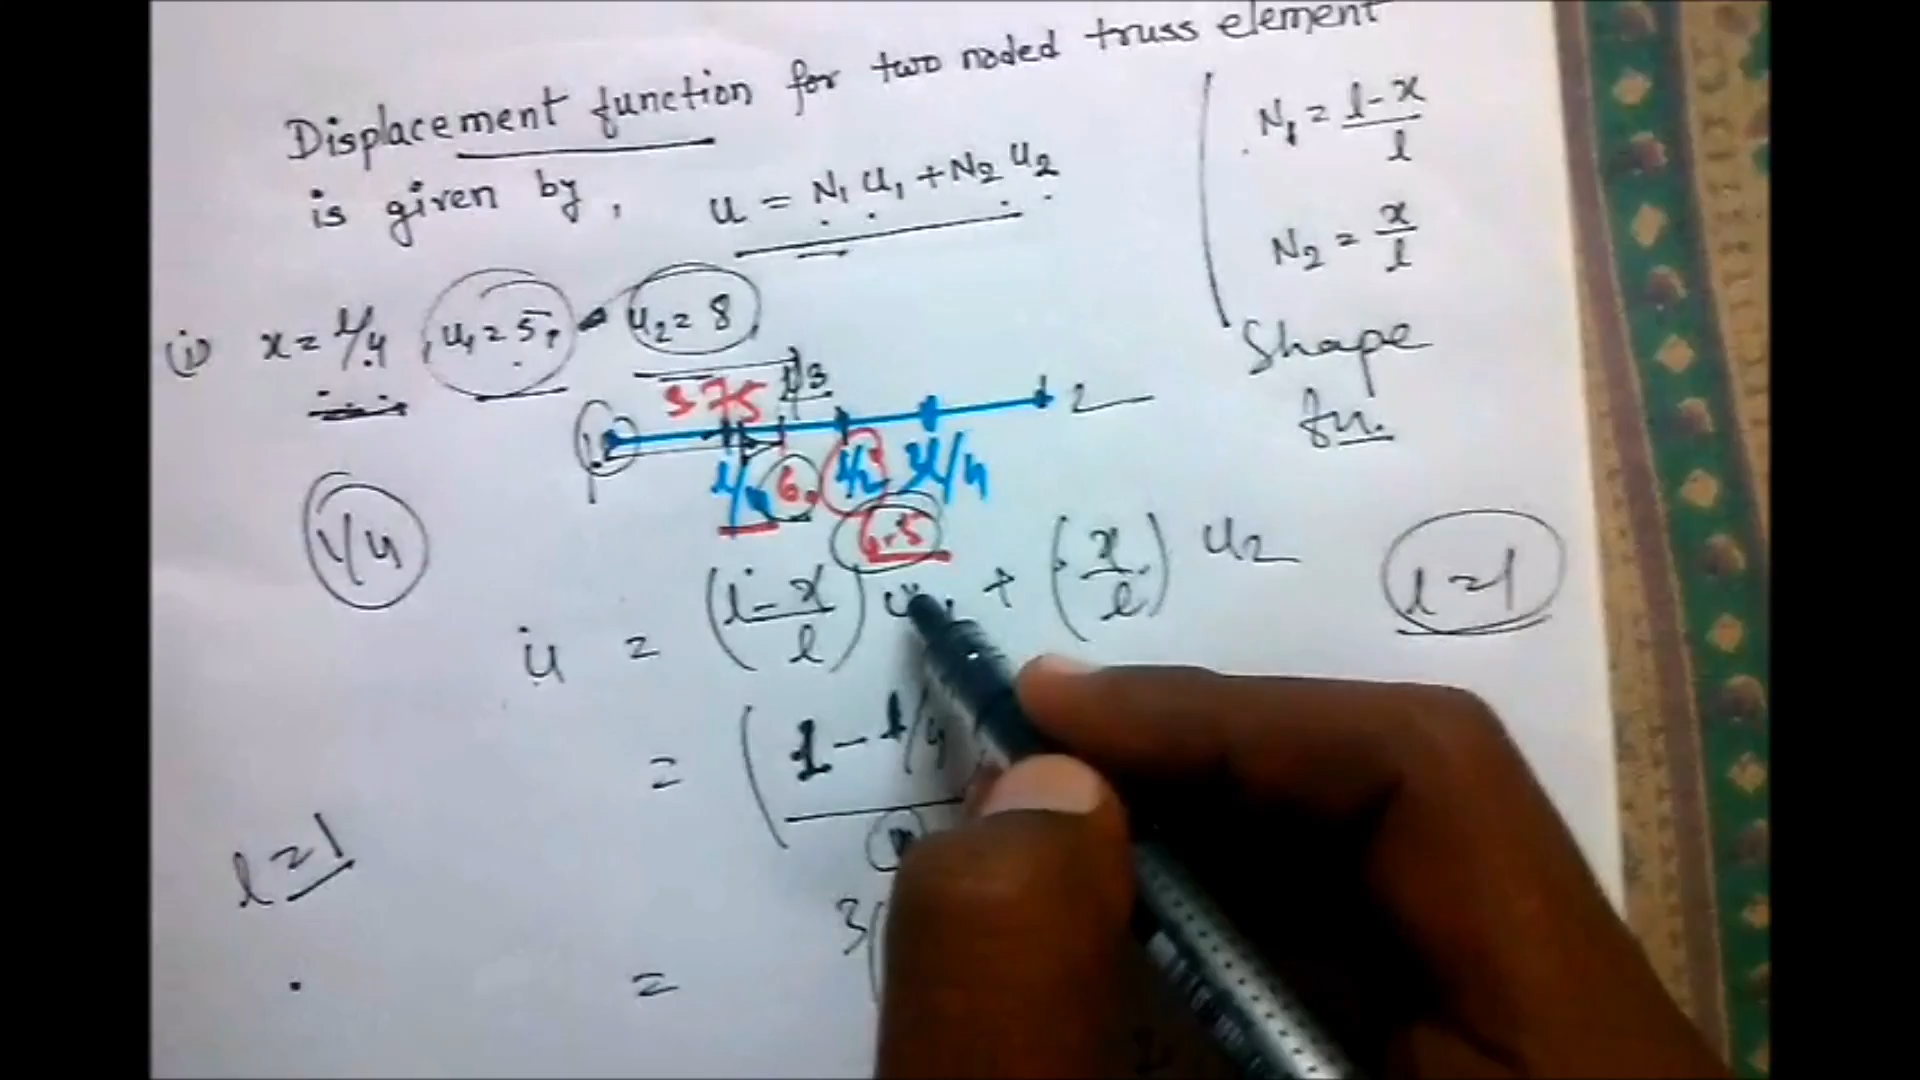 Displacement function for two noded truss element
is given by, u = N₁ u₁ + N₂ u₂
N₁ = l-x/l
N₂ = x/l
Shape fn.
(i) x = l/4, u₁ = 5, u₂ = 8
5.75 l/3
1 2
l/4 6. l/2 3l/4
6.5
1/4
u = (l-x/l) u₁ + (x/l) u₂
l=1
= (1 - 1/4
l=1
= 3/